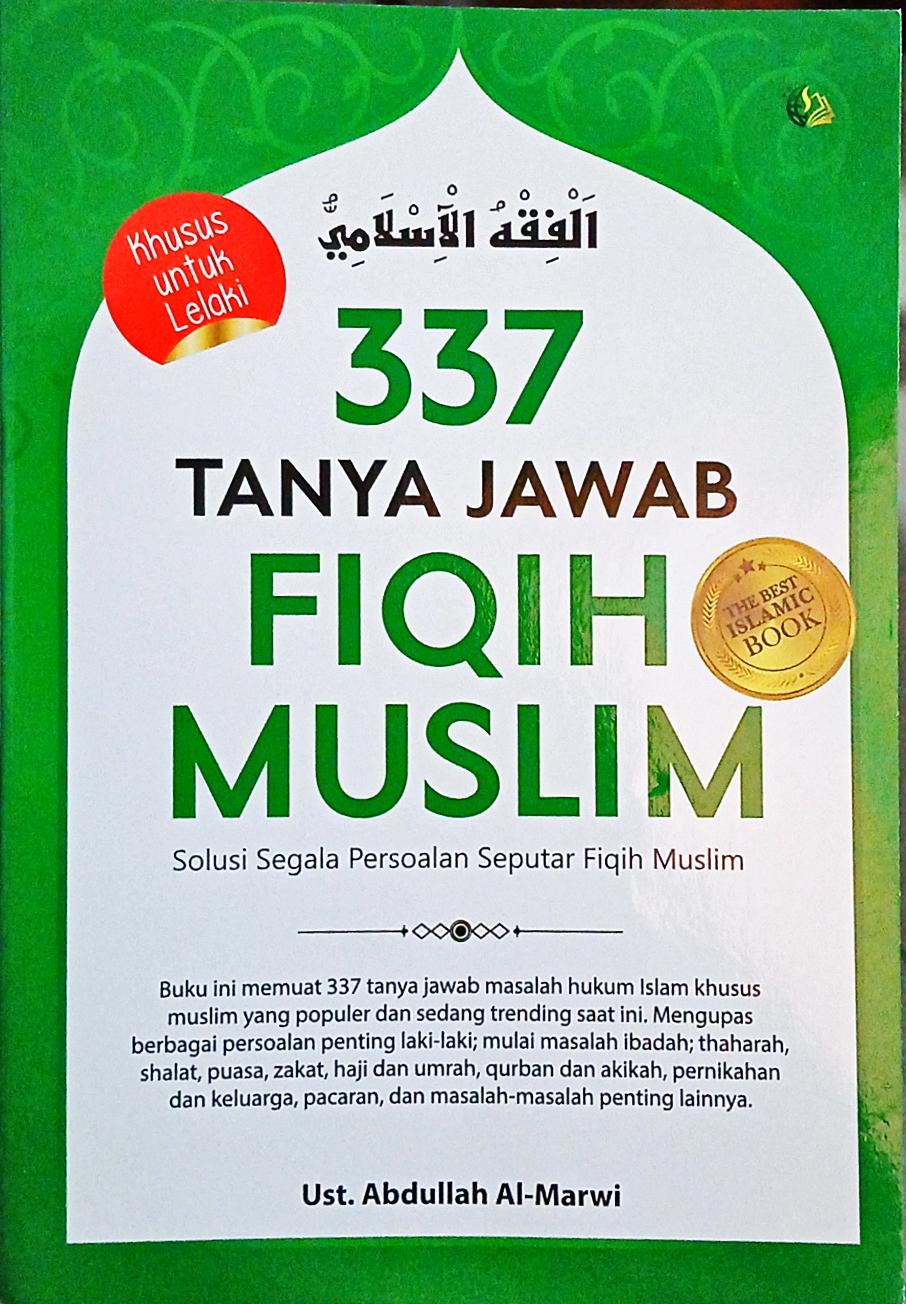 Khusus
untuk
Lelaki
اَلْفِقْهُ الْاِسْلَامِيُّ
337
TANYA JAWAB
FIQIH
MUSLIM
THE BEST
ISLAMIC
BOOK
Solusi Segala Persoalan Seputar Fiqih Muslim
Buku ini memuat 337 tanya jawab masalah hukum Islam khusus
muslim yang populer dan sedang trending saat ini. Mengupas
berbagai persoalan penting laki-laki; mulai masalah ibadah; thaharah,
shalat, puasa, zakat, haji dan umrah, qurban dan akikah, pernikahan
dan keluarga, pacaran, dan masalah-masalah penting lainnya.
Ust. Abdullah Al-Marwi